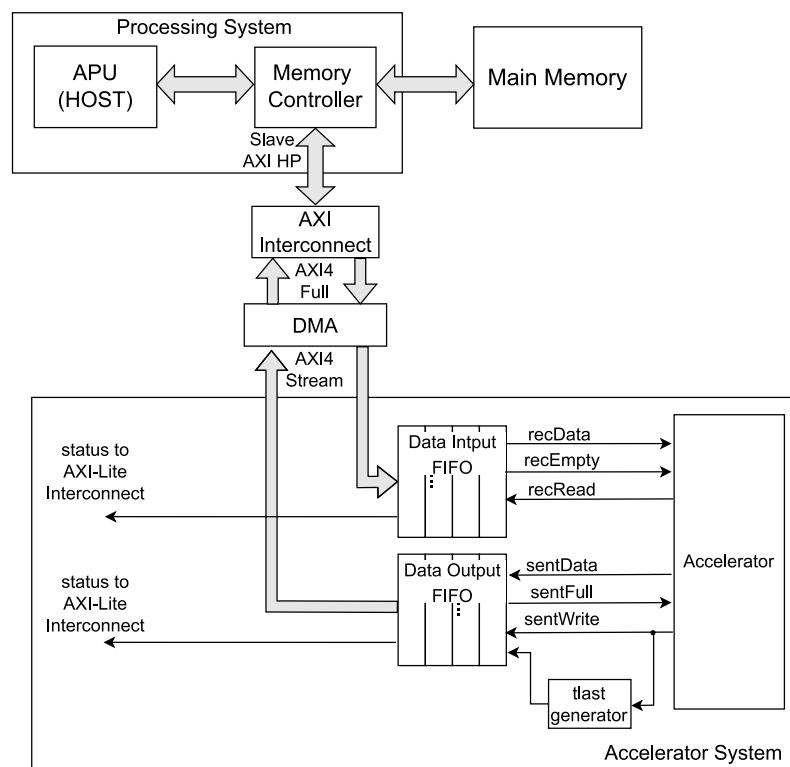 Processing System
APU
(HOST)
Memory
Controller
Main Memory
Slave
AXI HP
AXI
Interconnect
AXI4
Full
DMA
AXI4
Stream
status to
AXI-Lite
Interconnect
Data Intput
FIFO
recData
recEmpty
recRead
Accelerator
status to
AXI-Lite
Interconnect
Data Output
FIFO
sentData
sentFull
sentWrite
tlast
generator
Accelerator System